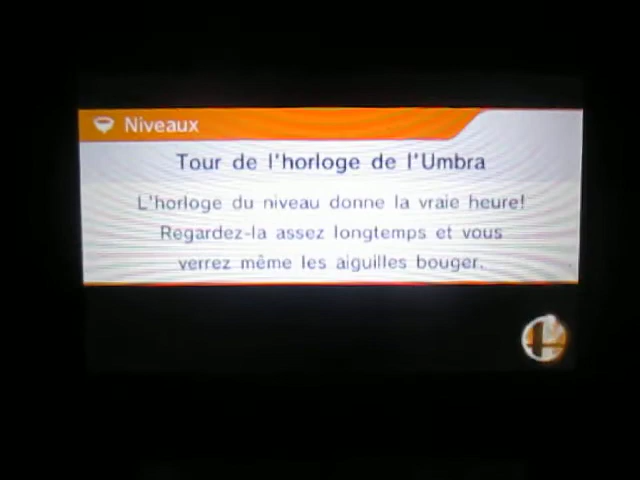 Niveaux
Tour de l'horloge de l'Umbra
L'horloge du niveau donne la vraie heure!
Regardez-la assez longtemps et vous
verrez même les aiguilles bouger.